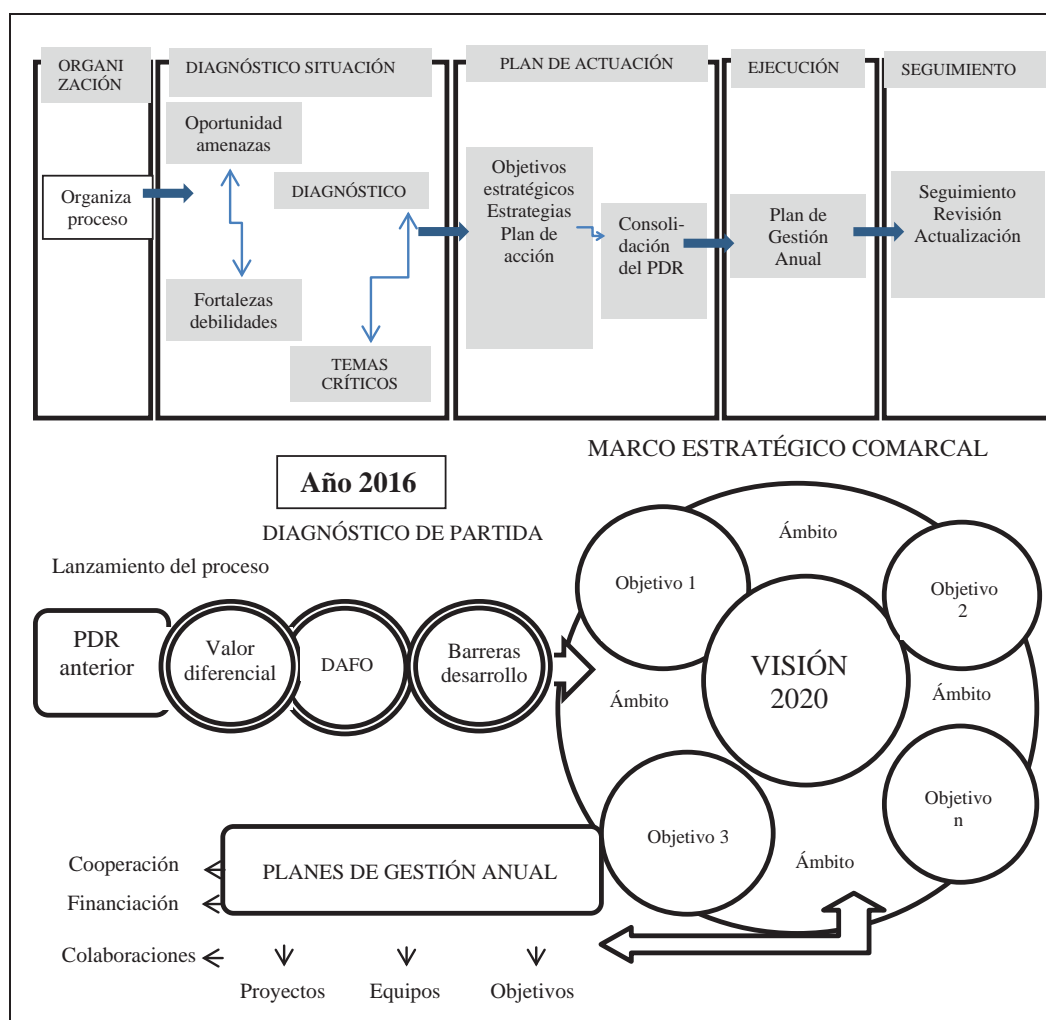 ORGANI
ZACIÓN
DIAGNÓSTICO SITUACIÓN
PLAN DE ACTUACIÓN
EJECUCIÓN
SEGUIMIENTO
Organiza
proceso
Oportunidad
amenazas
Fortalezas
debilidades
DIAGNÓSTICO
TEMAS
CRÍTICOS
Objetivos
estratégicos
Estrategias
Plan de
acción
Consoli-
dación
del PDR
Plan de
Gestión
Anual
Seguimiento
Revisión
Actualización
Año 2016
MARCO ESTRATÉGICO COMARCAL
DIAGNÓSTICO DE PARTIDA
Lanzamiento del proceso
PDR
anterior
Valor
diferencial
DAFO
Barreras
desarrollo
Ámbito
Objetivo 1
Objetivo
2
VISIÓN
2020
Ámbito
Ámbito
Objetivo 3
Objetivo
n
Ámbito
PLANES DE GESTIÓN ANUAL
Cooperación
Financiación
Colaboraciones
Proyectos
Equipos
Objetivos